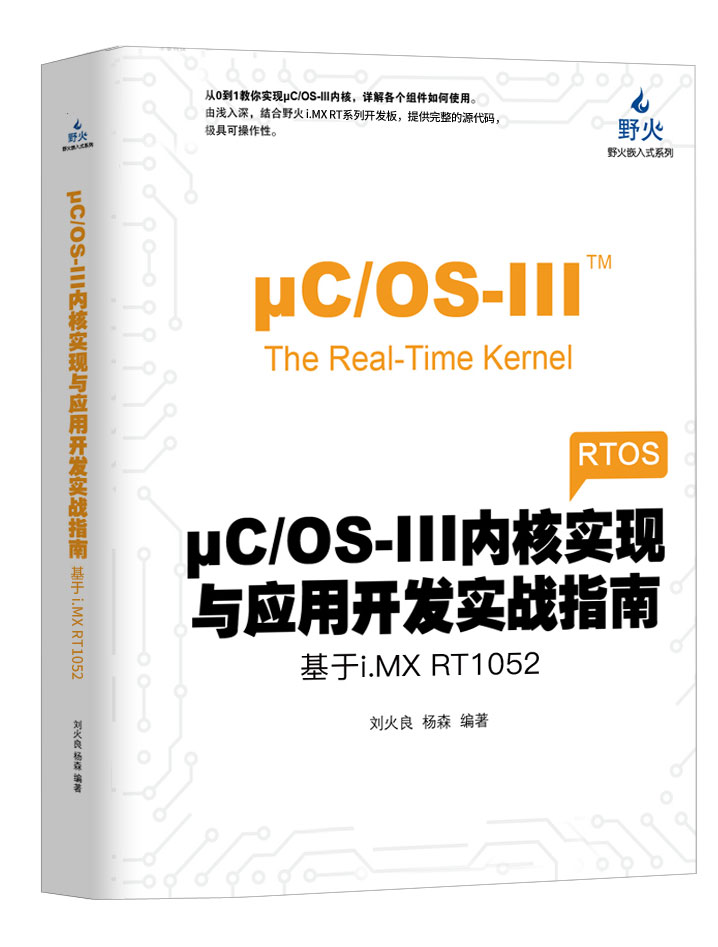 从0到1教你实现μC/OS-III内核，详解各个组件如何使用。
由浅入深，结合野火i.MX RT系列开发板，提供完整的源代码，
极具可操作性。
野火
野火嵌入式系列
μC/OS-III™
The Real-Time Kernel
RTOS
μC/OS-III内核实现
与应用开发实战指南
基于i.MX RT1052
刘火良 杨森 编著
野火
野火嵌入式系列
μC/OS-III内核实现与应用开发实战指南
基于i.MX RT1052
刘火良 杨森 编著